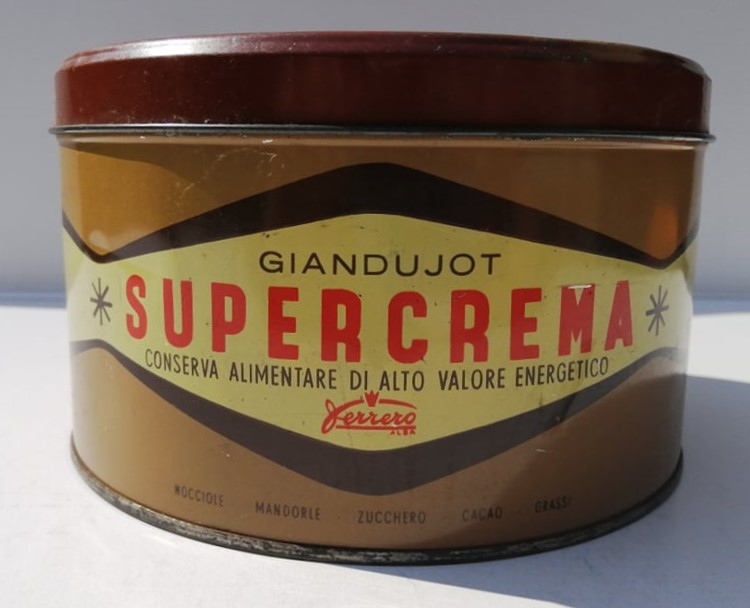 GIANDUJOT
* SUPERCREMA *
CONSERVA ALIMENTARE DI ALTO VALORE ENERGETICO
Ferrero
ALBA
NOCCIOLE MANDORLE ZUCCHERO CACAO GRASSI